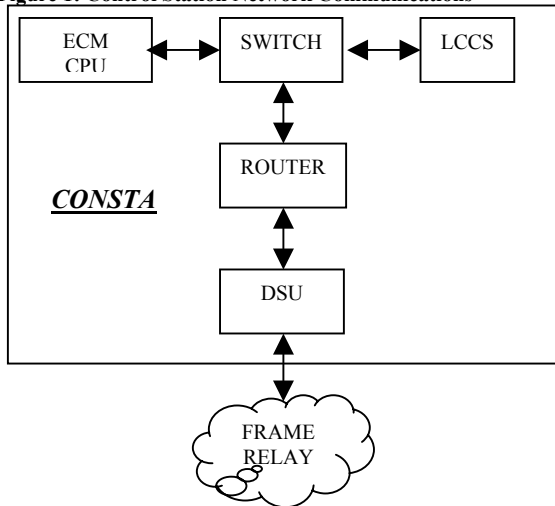 Figure 1: Control Station Network Communications
ECM
CPU
SWITCH
LCCS
ROUTER
CONSTA
DSU
FRAME
RELAY